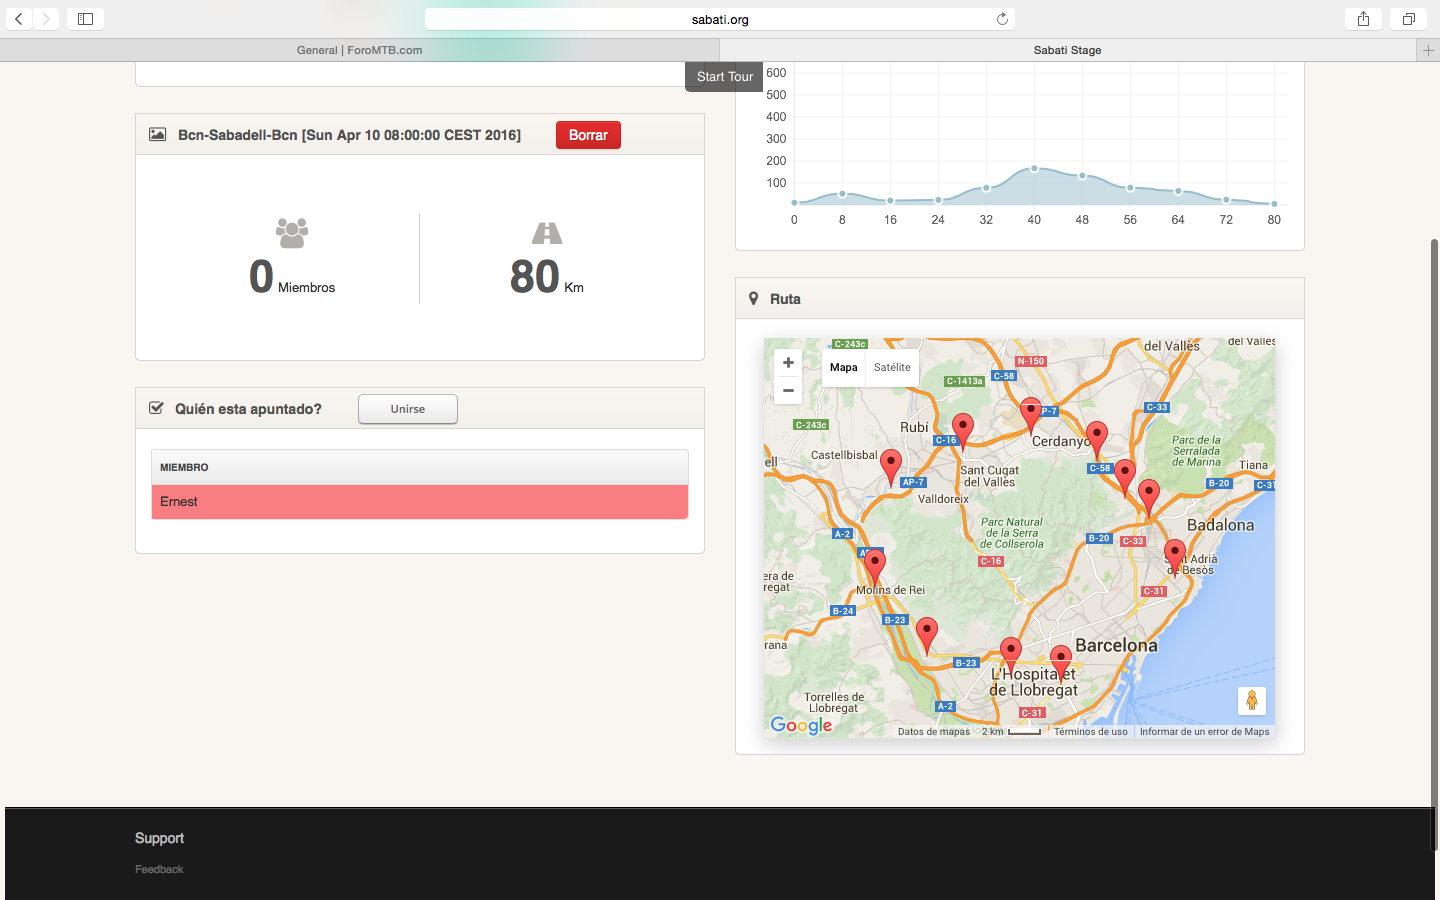 sabati.org
General | ForoMTB.com
Sabati Stage
Start Tour
Bcn-Sabadell-Bcn [Sun Apr 10 08:00:00 CEST 2016]
Borrar
0 Miembros
80 Km
Quién esta apuntado?
Unirse
MIEMBRO
Ernest
600
500
400
300
200
100
0 8 16 24 32 40 48 56 64 72 80
Ruta
+
−
Mapa
Satélite
C-243c
N-150
del Vallès
del Valles
C-58
C-1413a
P-7
C-33
C-243c
Rubí
C-16
Cerdanyo
Parc de la
Serralada
de Marina
Castellbisbal
ell
Sant Cugat
del Vallès
C-58
Tiana
AP-7
B-20
C-31
Valldoreix
Parc Natural
de la Serra
de Collserola
Badalona
A-2
B-20
C-33
C-16
Adrià
de Besòs
era de
regat
Molins de Rei
C-31
B-24
B-23
rana
Barcelona
B-23
L'Hospitalet
de Llobregat
Torrelles de
Llobregat
A-2
C-31
Google
Datos de mapas
2 km
Términos de uso
Informar de un error de Maps
Support
Feedback